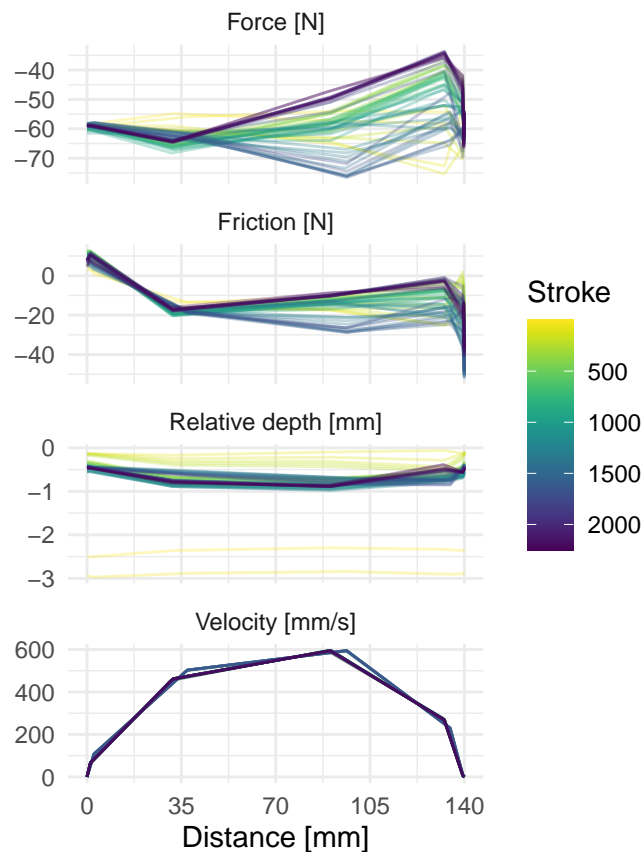 Force [N]
−40
−50
−60
−70
Friction [N]
0
−20
−40
Relative depth [mm]
0
−1
−2
−3
Velocity [mm/s]
600
400
200
0
0 35 70 105 140
Distance [mm]
Stroke
500
1000
1500
2000